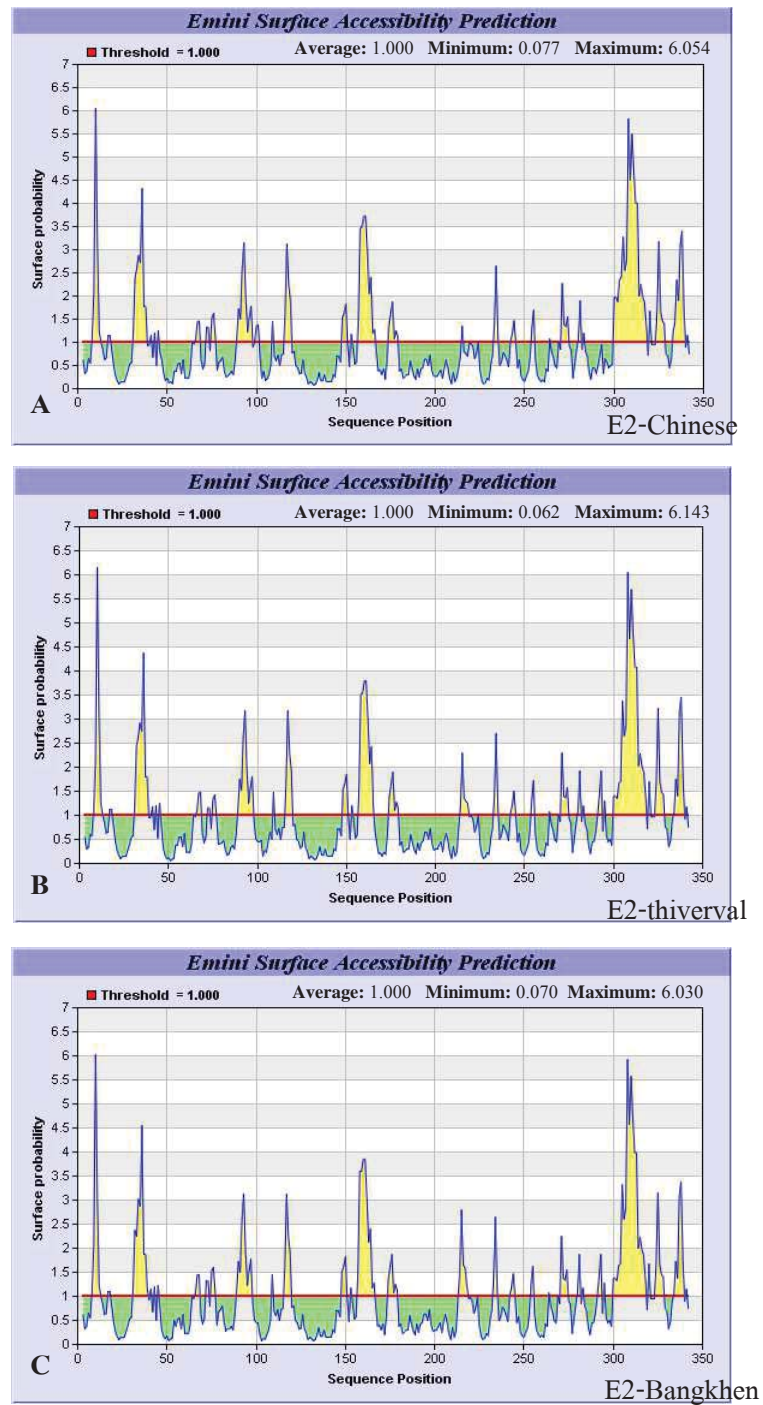 Emini Surface Accessibility Prediction
Threshold = 1.000 Average: 1.000 Minimum: 0.077 Maximum: 6.054
7
6.5
6
5.5
5
4.5
4
3.5
3
2.5
2
1.5
1
0.5
0
Surface probability
0 50 100 150 200 250 300 350
Sequence Position
A
E2-Chinese
Emini Surface Accessibility Prediction
Threshold = 1.000 Average: 1.000 Minimum: 0.062 Maximum: 6.143
7
6.5
6
5.5
5
4.5
4
3.5
3
2.5
2
1.5
1
0.5
0
Surface probability
0 50 100 150 200 250 300 350
Sequence Position
B
E2-thiverval
Emini Surface Accessibility Prediction
Threshold = 1.000 Average: 1.000 Minimum: 0.070 Maximum: 6.030
7
6.5
6
5.5
5
4.5
4
3.5
3
2.5
2
1.5
1
0.5
0
Surface probability
0 50 100 150 200 250 300 350
Sequence Position
C
E2-Bangkhen